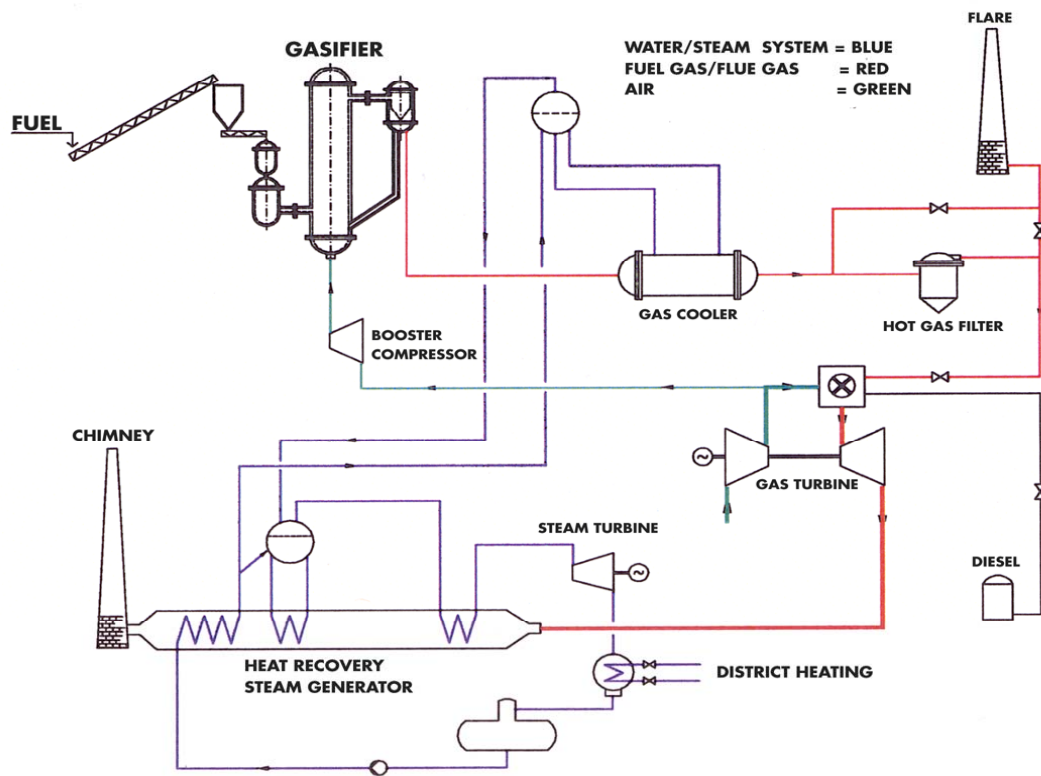 FLARE
GASIFIER
WATER/STEAM SYSTEM = BLUE
FUEL GAS/FLUE GAS = RED
AIR = GREEN
FUEL
GAS COOLER
HOT GAS FILTER
BOOSTER
COMPRESSOR
CHIMNEY
GAS TURBINE
STEAM TURBINE
DIESEL
HEAT RECOVERY
STEAM GENERATOR
DISTRICT HEATING